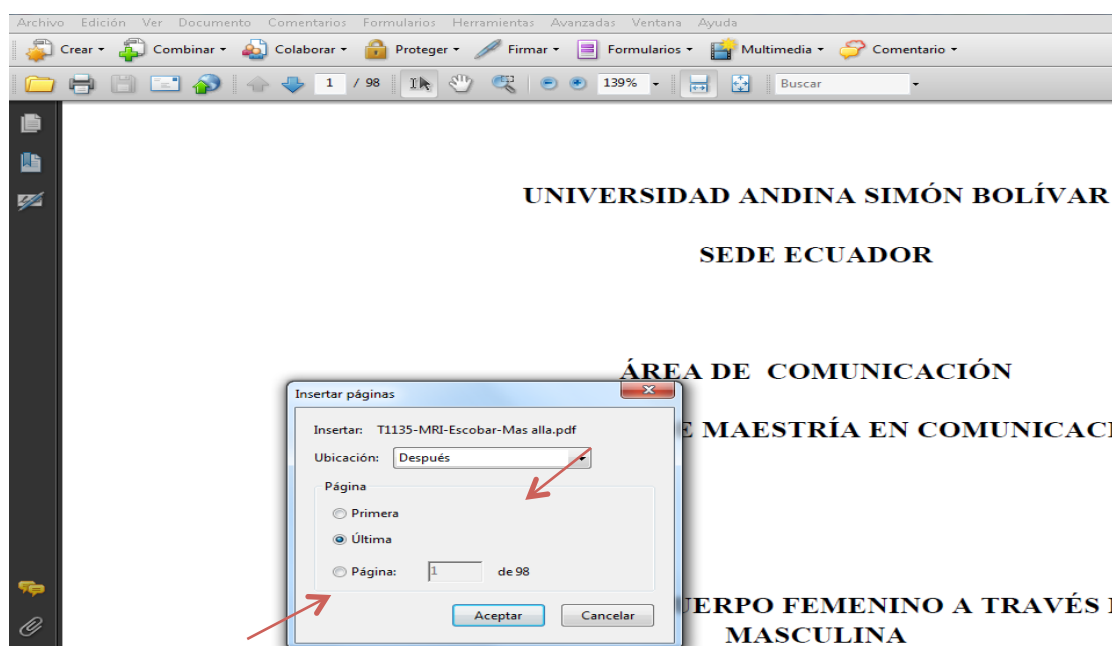 Archivo Edición Ver Documento Comentarios Formularios Herramientas Avanzadas Ventana Ayuda
Crear Combinar Colaborar Proteger Firmar Formularios Multimedia Comentario
1 / 98 139% Buscar
UNIVERSIDAD ANDINA SIMÓN BOLÍVAR
SEDE ECUADOR
ÁREA DE COMUNICACIÓN
MAESTRÍA EN COMUNICACI
Insertar páginas
Insertar: T1135-MRI-Escobar-Mas alla.pdf
Ubicación: Después
Página
Primera
Última
Página: 1 de 98
Aceptar Cancelar
UERPO FEMENINO A TRAVÉS
MASCULINA